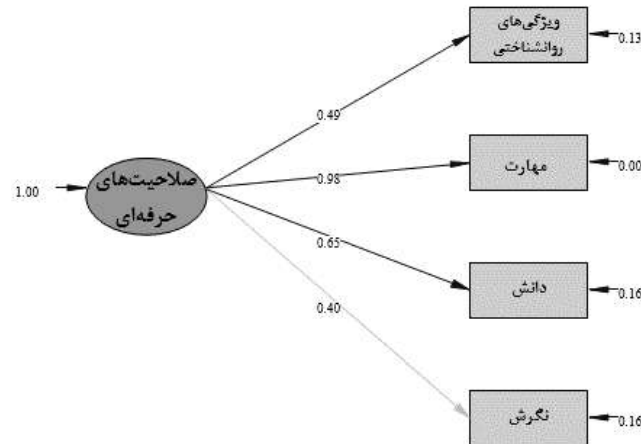 ویژگی‌های
روانشناختی
0.13
0.49
مهارت
0.00
0.98
صلاحیت‌های
حرفه‌ای
1.00
0.65
دانش
0.16
0.40
نگرش
0.16